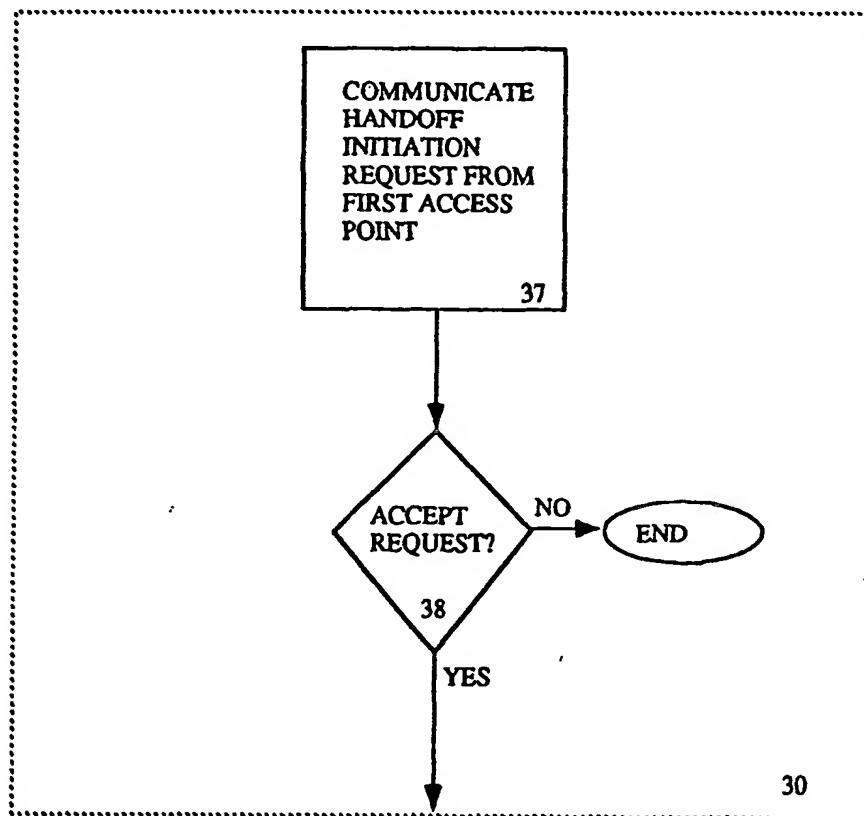 COMMUNICATE
HANDOFF
INITIATION
REQUEST FROM
FIRST ACCESS
POINT
37
ACCEPT
REQUEST?
38
NO
END
YES
30